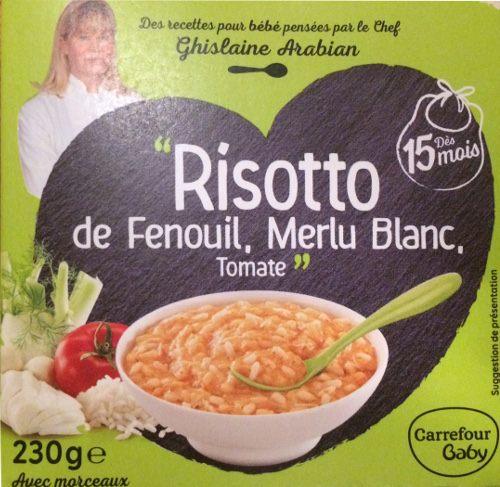 Des recettes pour bébé pensées par le Chef
Ghislaine Arabian
Dès
15 mois
“Risotto
de Fenouil, Merlu Blanc,
Tomate”
Suggestion de présentation
230g e
Avec morceaux
Carrefour
Baby